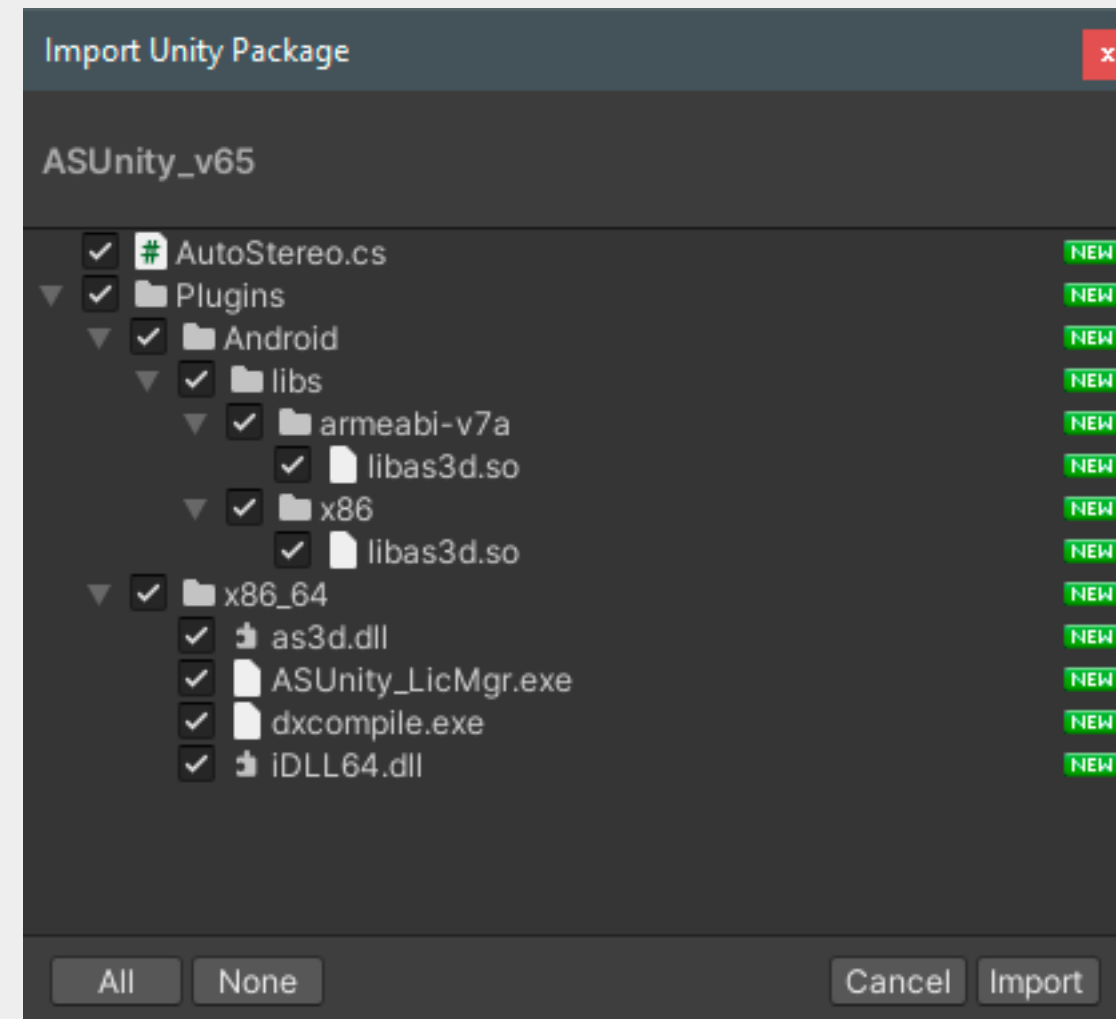 Import Unity Package
x
ASUnity_v65
# AutoStereo.cs NEW
Plugins NEW
Android NEW
libs NEW
armeabi-v7a NEW
libas3d.so NEW
x86 NEW
libas3d.so NEW
x86_64 NEW
as3d.dll NEW
ASUnity_LicMgr.exe NEW
dxcompile.exe NEW
iDLL64.dll NEW
All None Cancel Import